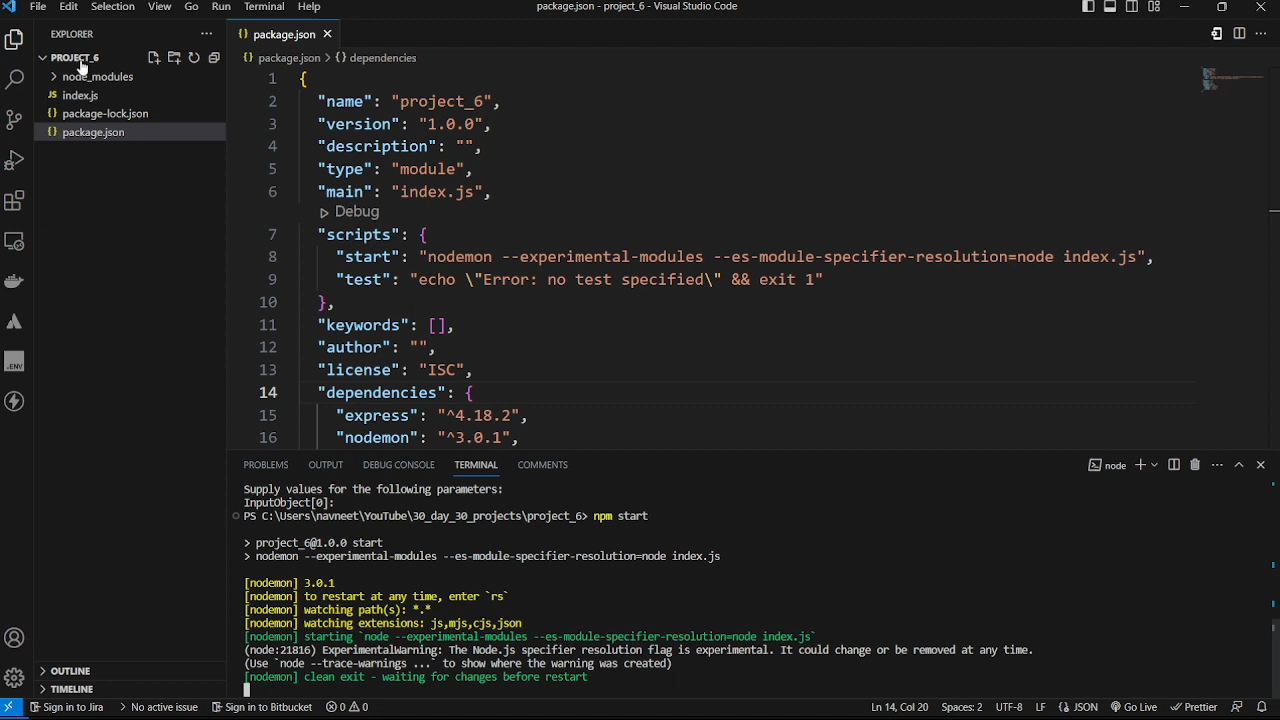 File Edit Selection View Go Run Terminal Help
package.json - project_6 - Visual Studio Code
EXPLORER
PROJECT_6
node_modules
index.js
package-lock.json
package.json
OUTLINE
TIMELINE
package.json
package.json > {} dependencies
1 {
2 "name": "project_6",
3 "version": "1.0.0",
4 "description": "",
5 "type": "module",
6 "main": "index.js",
Debug
7 "scripts": {
8 "start": "nodemon --experimental-modules --es-module-specifier-resolution=node index.js",
9 "test": "echo \"Error: no test specified\" && exit 1"
10 },
11 "keywords": [],
12 "author": "",
13 "license": "ISC",
14 "dependencies": {
15 "express": "^4.18.2",
16 "nodemon": "^3.0.1",
PROBLEMS OUTPUT DEBUG CONSOLE TERMINAL COMMENTS
node
Supply values for the following parameters:
InputObject[0]:
PS C:\Users\navneet\YouTube\30_day_30_projects\project_6> npm start
> project_6@1.0.0 start
> nodemon --experimental-modules --es-module-specifier-resolution=node index.js
[nodemon] 3.0.1
[nodemon] to restart at any time, enter `rs`
[nodemon] watching path(s): *.*
[nodemon] watching extensions: js,mjs,cjs,json
[nodemon] starting `node --experimental-modules --es-module-specifier-resolution=node index.js`
(node:21816) ExperimentalWarning: The Node.js specifier resolution flag is experimental. It could change or be removed at any time.
(Use `node --trace-warnings ...` to show where the warning was created)
[nodemon] clean exit - waiting for changes before restart
.ENV
Sign in to Jira No active issue Sign in to Bitbucket 0 0 Ln 14, Col 20 Spaces: 2 UTF-8 LF {} JSON Go Live Prettier